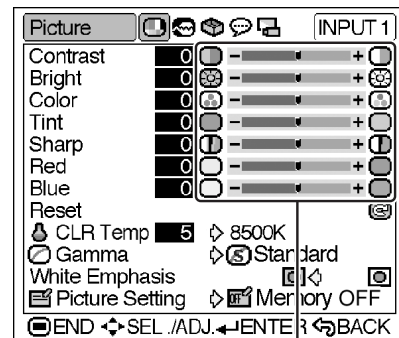 Picture INPUT 1
Contrast 0 - +
Bright 0 - +
Color 0 - +
Tint 0 - +
Sharp 0 - +
Red 0 - +
Blue 0 - +
Reset
CLR Temp 5 8500K
Gamma S Standard
White Emphasis
Picture Setting OFF Memory OFF
END SEL./ADJ. ENTER BACK